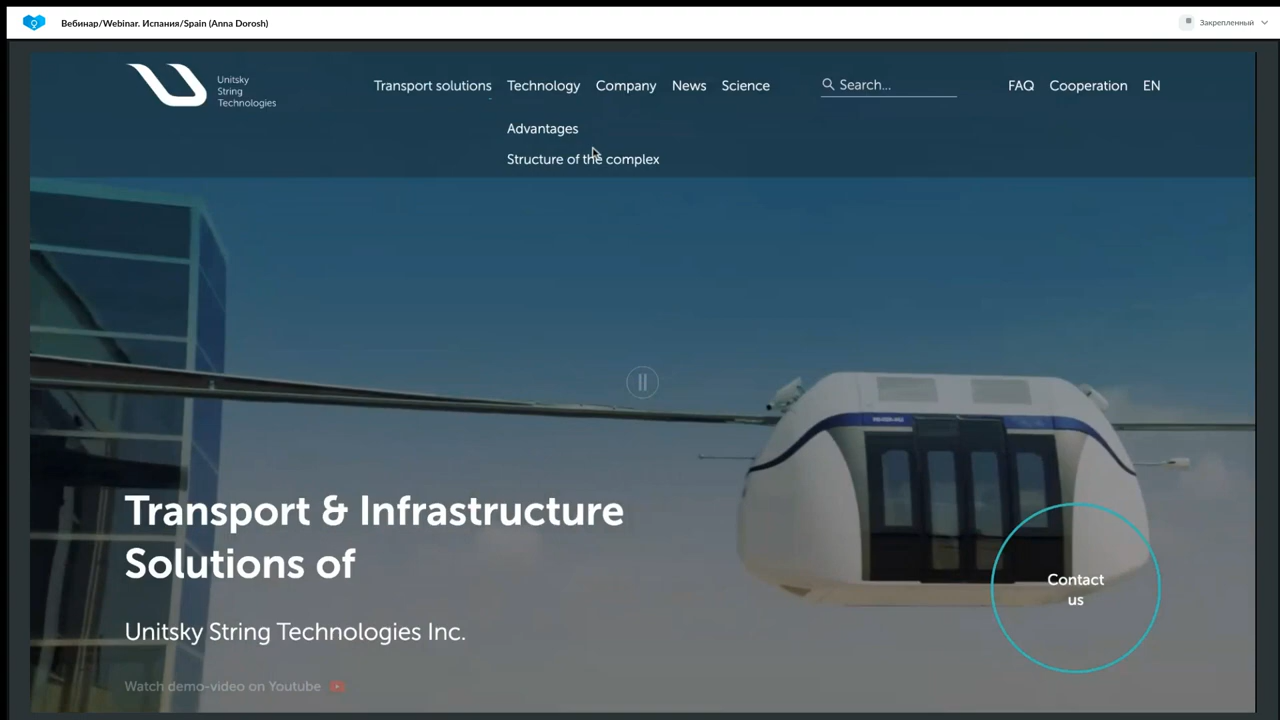 Вебинар/Webinar. Испания/Spain (Anna Dorosh)
Закрепленный
Unitsky
String
Technologies
Transport solutions
Technology
Company
News
Science
Search...
FAQ
Cooperation
EN
Advantages
Structure of the complex
Transport & Infrastructure
Solutions of
Unitsky String Technologies Inc.
Contact
us
Watch demo-video on Youtube